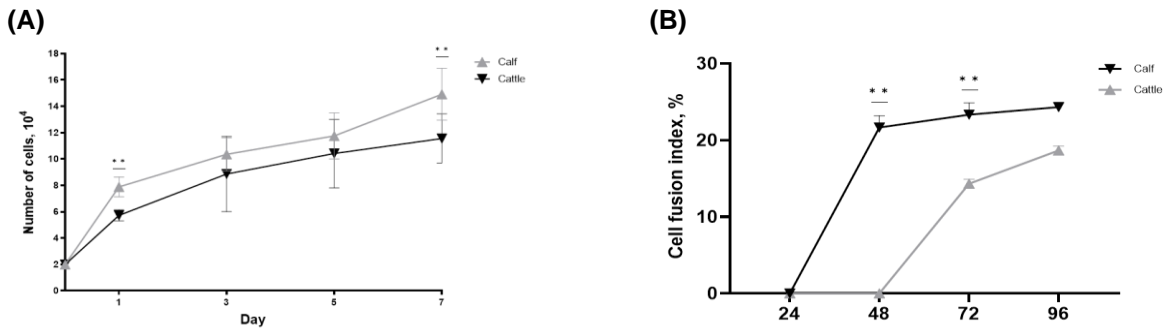 (A)
Number of cells, 10⁴
18
16
14
12
10
8
6
4
2
0
1
3
5
7
Day
**
**
Calf
Cattle
(B)
Cell fusion index, %
30
20
10
0
24
48
72
96
**
**
Calf
Cattle